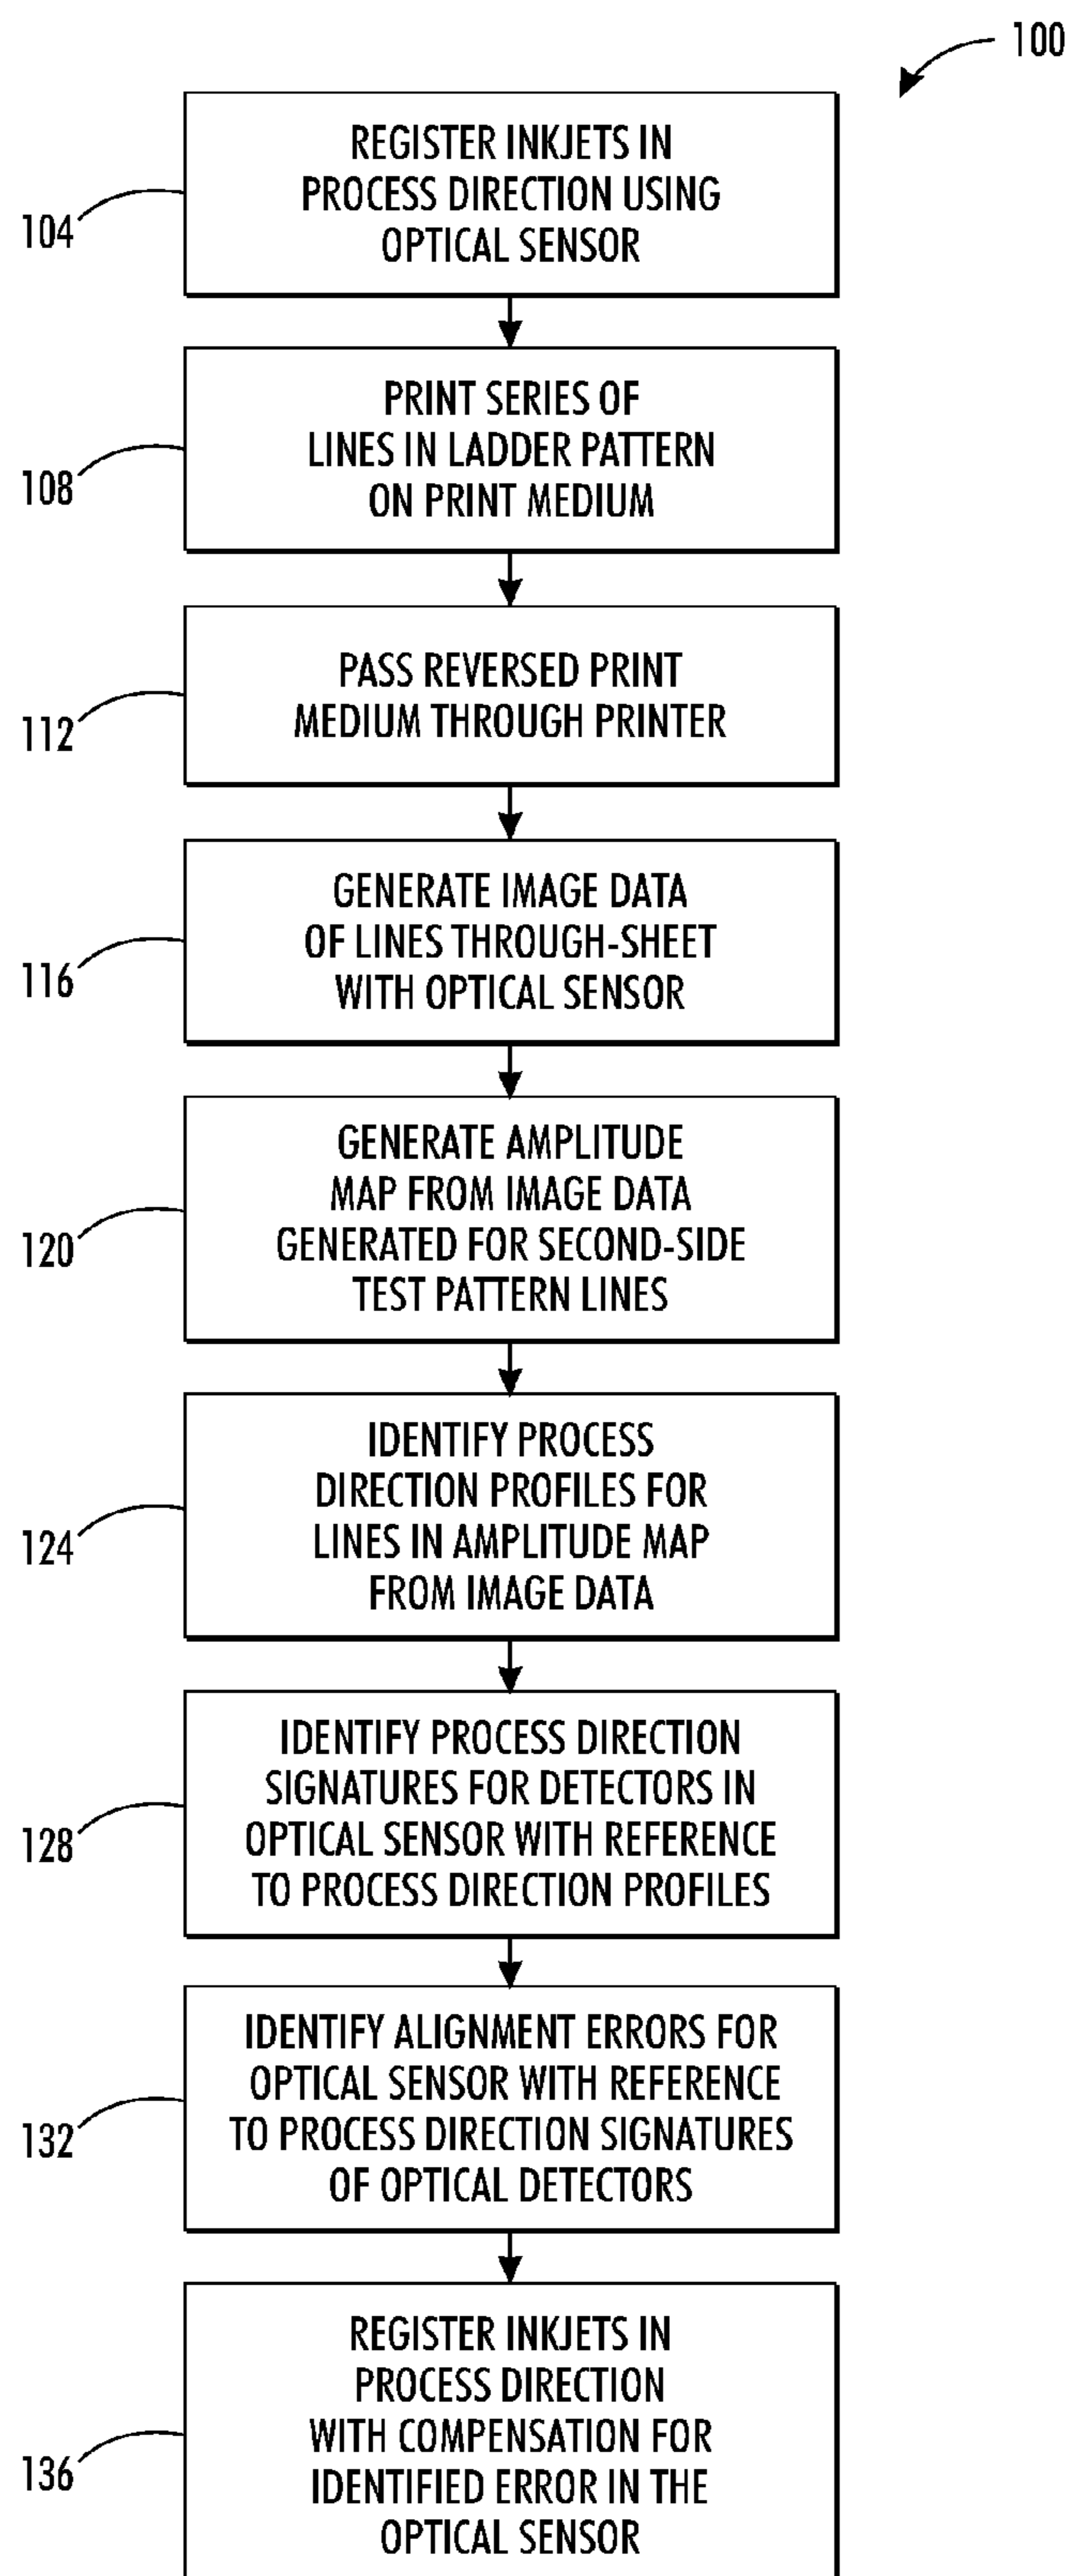 100
104
REGISTER INKJETS IN
PROCESS DIRECTION USING
OPTICAL SENSOR
108
PRINT SERIES OF
LINES IN LADDER PATTERN
ON PRINT MEDIUM
112
PASS REVERSED PRINT
MEDIUM THROUGH PRINTER
116
GENERATE IMAGE DATA
OF LINES THROUGH-SHEET
WITH OPTICAL SENSOR
120
GENERATE AMPLITUDE
MAP FROM IMAGE DATA
GENERATED FOR SECOND-SIDE
TEST PATTERN LINES
124
IDENTIFY PROCESS
DIRECTION PROFILES FOR
LINES IN AMPLITUDE MAP
FROM IMAGE DATA
128
IDENTIFY PROCESS DIRECTION
SIGNATURES FOR DETECTORS IN
OPTICAL SENSOR WITH REFERENCE
TO PROCESS DIRECTION PROFILES
132
IDENTIFY ALIGNMENT ERRORS FOR
OPTICAL SENSOR WITH REFERENCE
TO PROCESS DIRECTION SIGNATURES
OF OPTICAL DETECTORS
136
REGISTER INKJETS IN
PROCESS DIRECTION
WITH COMPENSATION FOR
IDENTIFIED ERROR IN THE
OPTICAL SENSOR